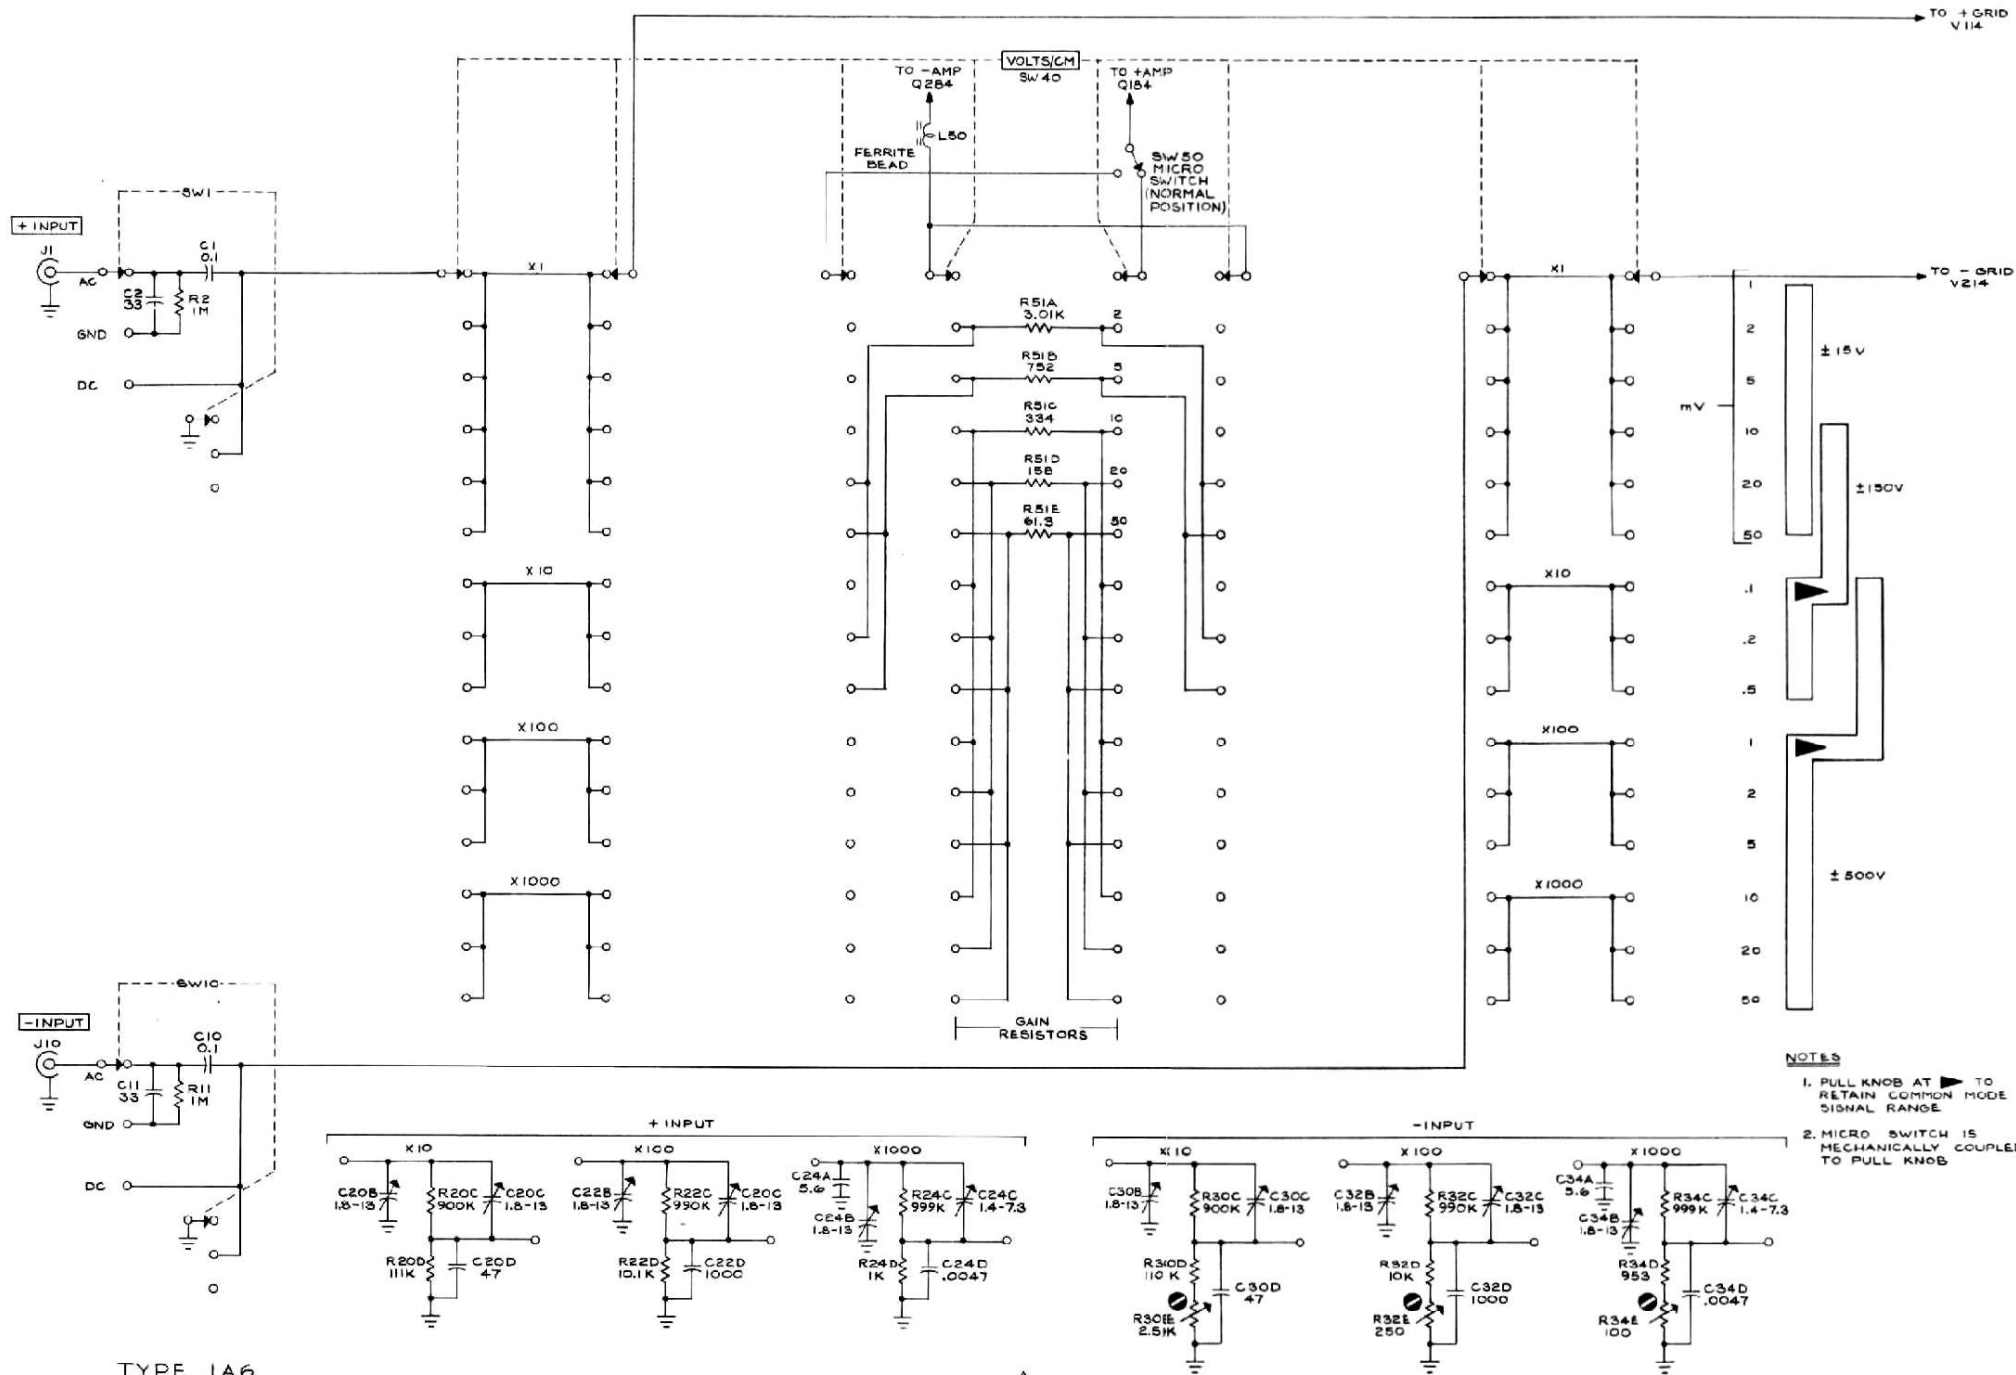 TO + GRID
V114
VOLTS/CM
SW 40
TO -AMP
Q284
TO +AMP
Q184
L50
FERRITE
BEAD
SW50
MICRO
SWITCH
(NORMAL
POSITION)
SW1
+ INPUT
J1
AC
C1
0.1
C2
33
R2
1M
GND
DC
X1
X1
TO - GRID
V214
R51A
3.01K
2
R51B
752
5
R51C
334
10
R51D
158
20
R51E
61.3
50
mV
1
2
5
10
20
50
±15V
±150V
X10
X10
.1
.2
.5
X100
X100
1
2
5
X1000
X1000
10
20
50
±500V
GAIN
RESISTORS
SW10
-INPUT
J10
AC
C10
0.1
C11
33
R11
1M
GND
DC
NOTES
1. PULL KNOB AT ▶ TO
RETAIN COMMON MODE
SIGNAL RANGE
2. MICRO SWITCH IS
MECHANICALLY COUPLED
TO PULL KNOB
+ INPUT
X10
C20B
1.8-13
R20C
900K
C20C
1.8-13
R20D
111K
C20D
47
X100
C22B
1.8-13
R22C
990K
C20C
1.8-13
R22D
10.1K
C22D
1000
X1000
C24A
5.6
C24B
1.8-13
R24C
999K
C24C
1.4-7.3
R24D
1K
C24D
.0047
-INPUT
X10
C30B
1.8-13
R30C
900K
C30C
1.8-13
R30D
110K
C30D
47
R30E
2.51K
X100
C32B
1.8-13
R32C
990K
C32C
1.8-13
R32D
10K
C32D
1000
R32E
250
X1000
C34A
5.6
C34B
1.8-13
R34C
999K
C34C
1.4-7.3
R34D
953
C34D
.0047
R34E
100
TYPE 1A6